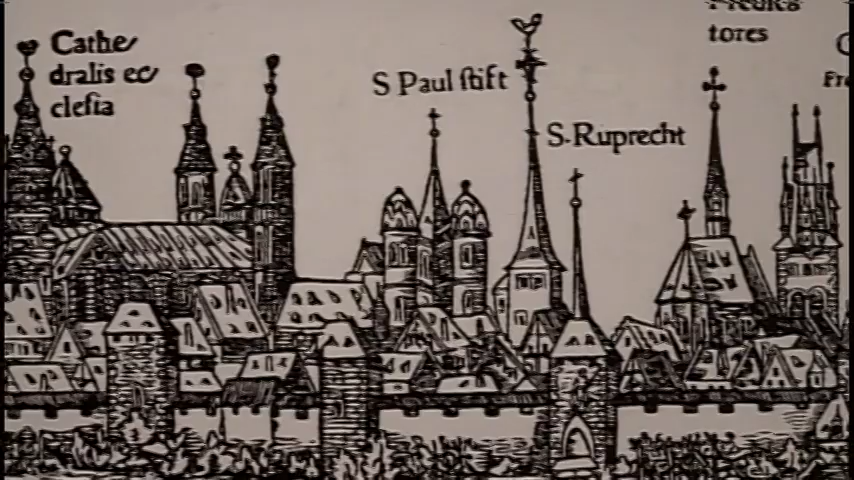 Cathe
dralis ec
clesia
S Paul stift
S. Ruprecht
tores